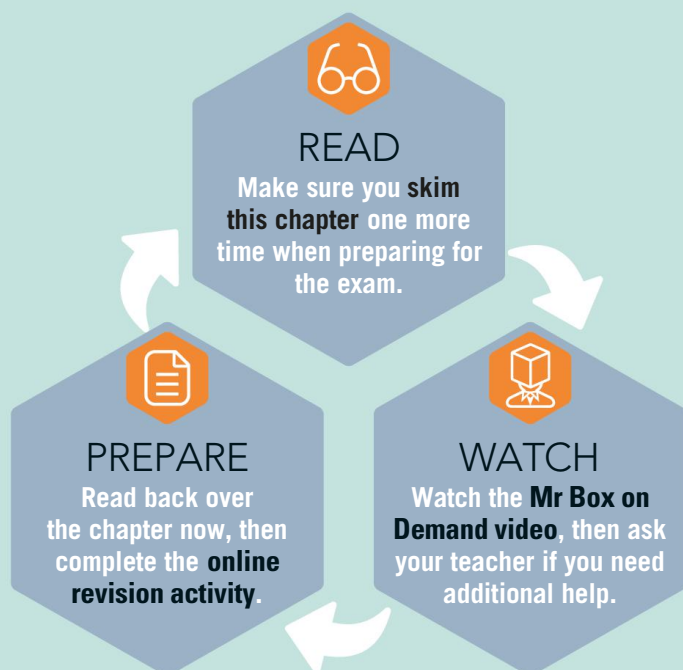 READ
Make sure you skim
this chapter one more
time when preparing for
the exam.
PREPARE
Read back over
the chapter now, then
complete the online
revision activity.
WATCH
Watch the Mr Box on
Demand video, then ask
your teacher if you need
additional help.